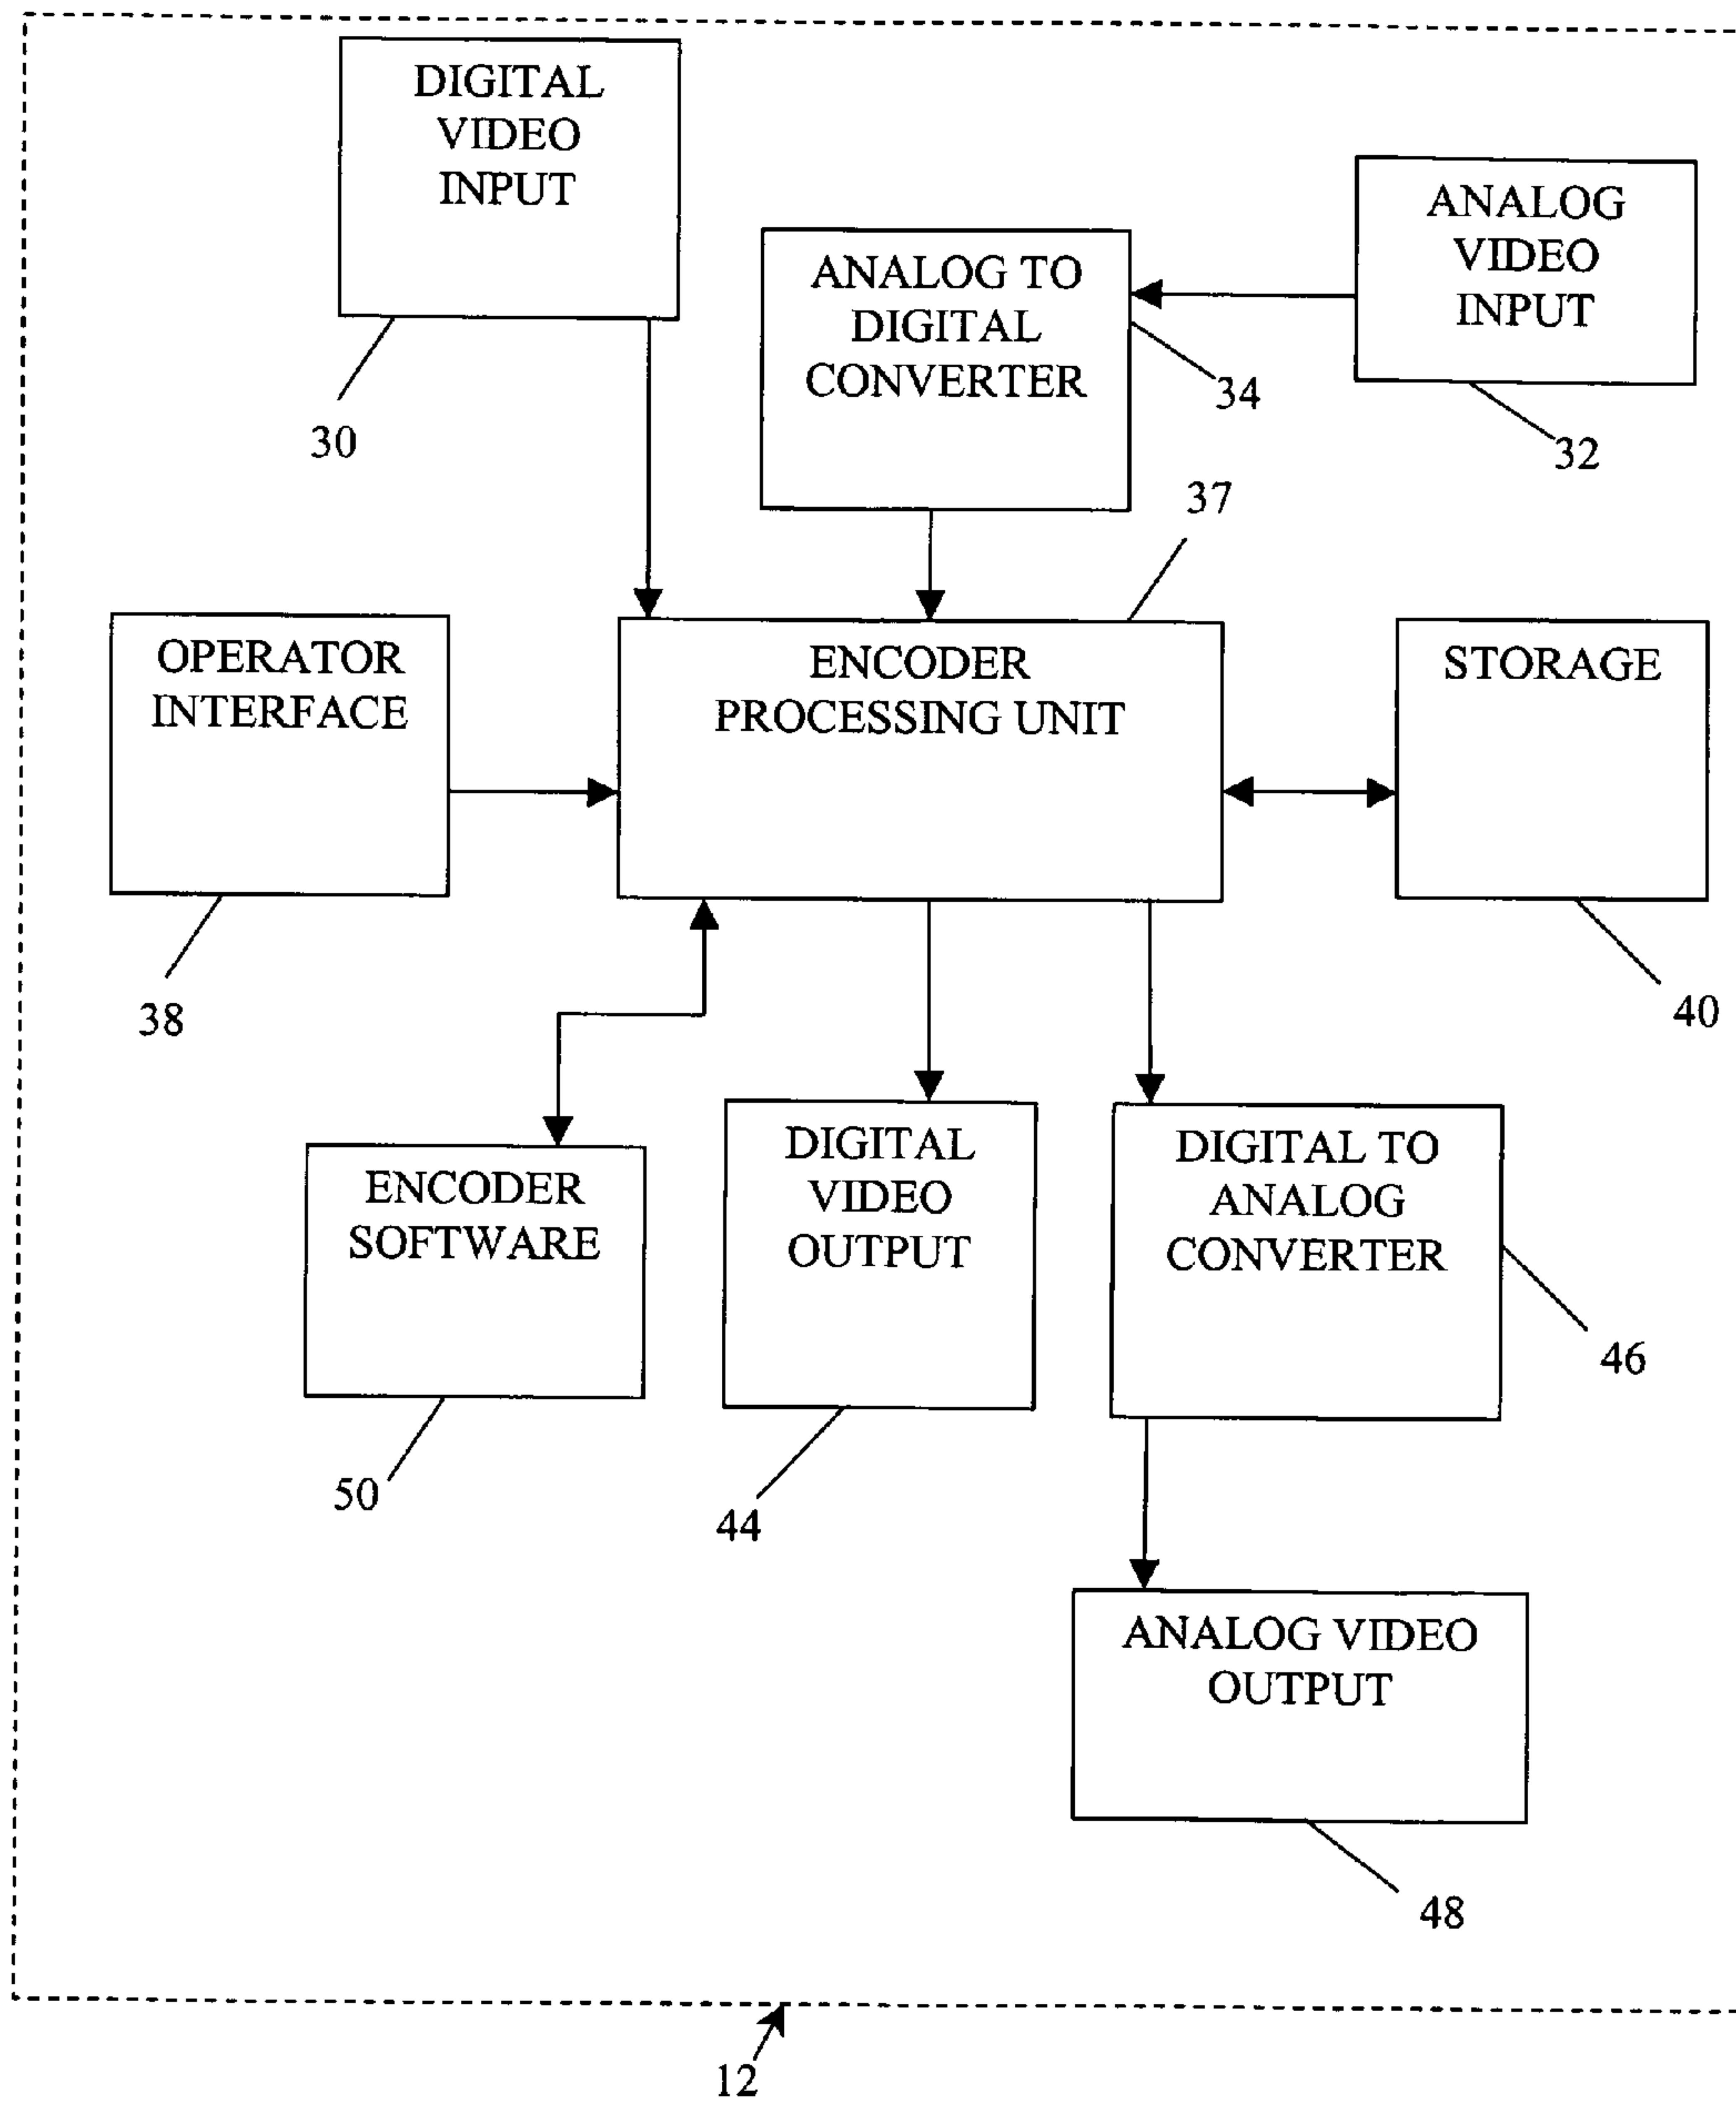 DIGITAL
VIDEO
INPUT
30
ANALOG TO
DIGITAL
CONVERTER
34
ANALOG
VIDEO
INPUT
32
37
OPERATOR
INTERFACE
38
ENCODER
PROCESSING UNIT
STORAGE
40
ENCODER
SOFTWARE
50
DIGITAL
VIDEO
OUTPUT
44
DIGITAL TO
ANALOG
CONVERTER
46
ANALOG VIDEO
OUTPUT
48
12